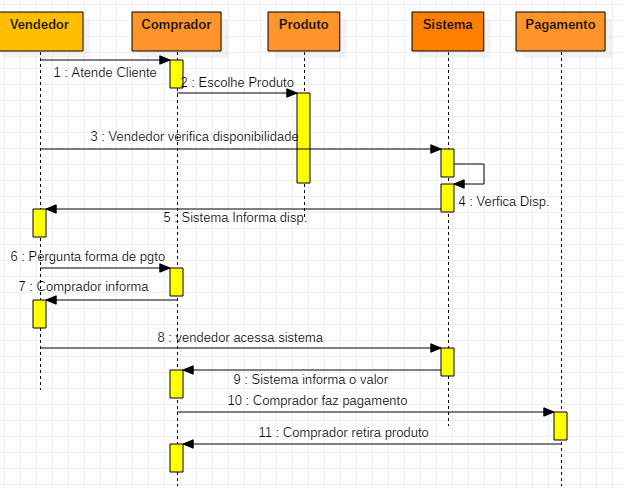 Vendedor
Comprador
Produto
Sistema
Pagamento
1 : Atende Cliente
2 : Escolhe Produto
3 : Vendedor verifica disponibilidade
4 : Verfica Disp.
5 : Sistema Informa disp.
6 : Pergunta forma de pgto
7 : Comprador informa
8 : vendedor acessa sistema
9 : Sistema informa o valor
10 : Comprador faz pagamento
11 : Comprador retira produto